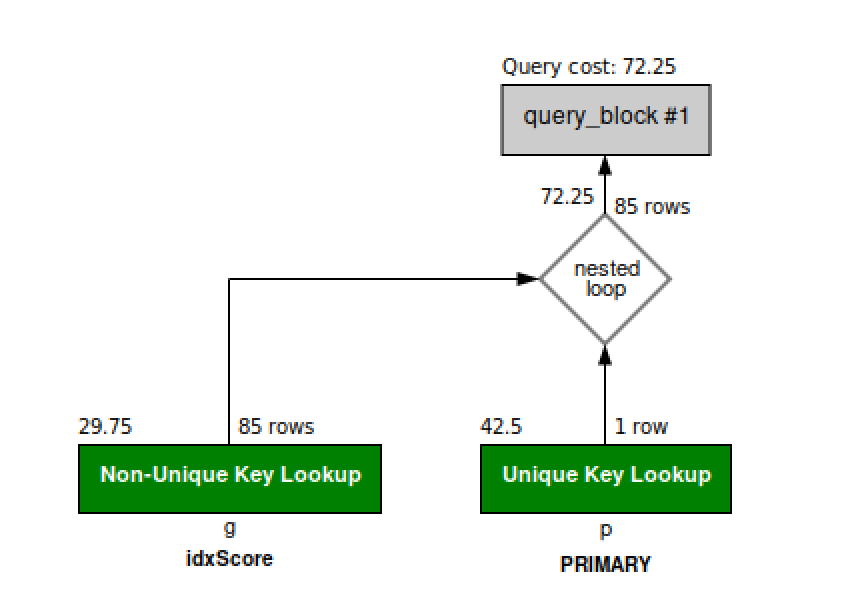 Query cost: 72.25
query_block #1
72.25
85 rows
nested
loop
29.75
85 rows
42.5
1 row
Non-Unique Key Lookup
Unique Key Lookup
g
p
idxScore
PRIMARY